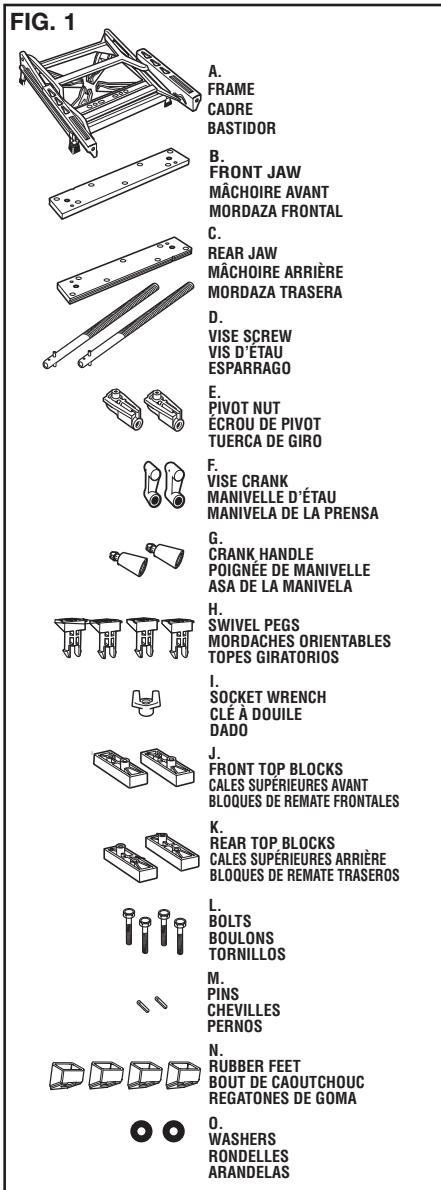 FIG. 1
A.
FRAME
CADRE
BASTIDOR
B.
FRONT JAW
MÂCHOIRE AVANT
MORDAZA FRONTAL
C.
REAR JAW
MÂCHOIRE ARRIÈRE
MORDAZA TRASERA
D.
VISE SCREW
VIS D'ÉTAU
ESPARRAGO
E.
PIVOT NUT
ÉCROU DE PIVOT
TUERCA DE GIRO
F.
VISE CRANK
MANIVELLE D'ÉTAU
MANIVELA DE LA PRENSA
G.
CRANK HANDLE
POIGNÉE DE MANIVELLE
ASA DE LA MANIVELA
H.
SWIVEL PEGS
MORDACHES ORIENTABLES
TOPES GIRATORIOS
I.
SOCKET WRENCH
CLÉ À DOUILE
DADO
J.
FRONT TOP BLOCKS
CALES SUPÉRIEURES AVANT
BLOQUES DE REMATE FRONTALES
K.
REAR TOP BLOCKS
CALES SUPÉRIEURES ARRIÈRE
BLOQUES DE REMATE TRASEROS
L.
BOLTS
BOULONS
TORNILLOS
M.
PINS
CHEVILLES
PERNOS
N.
RUBBER FEET
BOUT DE CAOUTCHOUC
REGATONES DE GOMA
O.
WASHERS
RONDELLES
ARANDELAS